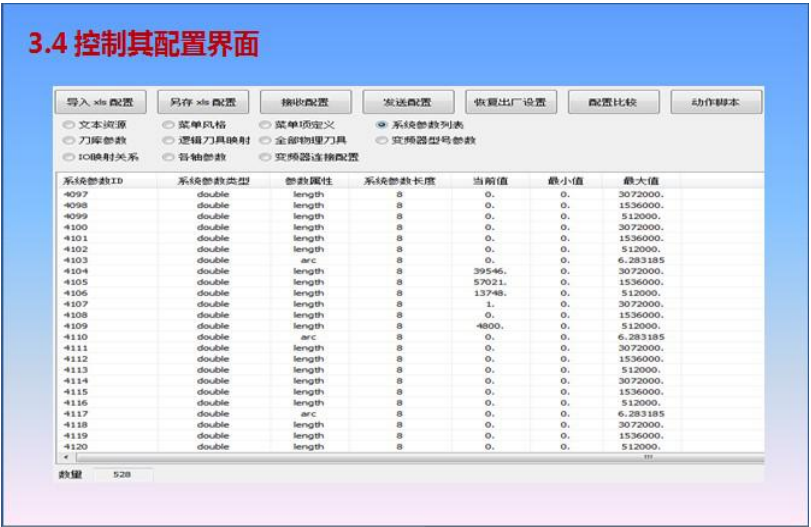 3.4 控制其配置界面
导入 xls 配置 另存 xls 配置 接收配置 发送配置 恢复出厂设置 配置比较 动作脚本
文本资源 菜单风格 菜单项定义 系统参数列表
刀库参数 逻辑刀具映射 全部物理刀具 变频器型号参数
IO映射关系 各轴参数 变频器连接配置
系统参数ID 系统参数类型 参数属性 系统参数长度 当前值 最小值 最大值
4097 double length 8 0. 0. 3072000.
4098 double length 8 0. 0. 1536000.
4099 double length 8 0. 0. 512000.
4100 double length 8 0. 0. 3072000.
4101 double length 8 0. 0. 1536000.
4102 double length 8 0. 0. 512000.
4103 double arc 8 0. 0. 6.283185
4104 double length 8 39546. 0. 3072000.
4105 double length 8 57021. 0. 1536000.
4106 double length 8 13748. 0. 512000.
4107 double length 8 1. 0. 3072000.
4108 double length 8 0. 0. 1536000.
4109 double length 8 4800. 0. 512000.
4110 double arc 8 0. 0. 6.283185
4111 double length 8 0. 0. 3072000.
4112 double length 8 0. 0. 1536000.
4113 double length 8 0. 0. 512000.
4114 double length 8 0. 0. 3072000.
4115 double length 8 0. 0. 1536000.
4116 double length 8 0. 0. 512000.
4117 double arc 8 0. 0. 6.283185
4118 double length 8 0. 0. 3072000.
4119 double length 8 0. 0. 1536000.
4120 double length 8 0. 0. 512000.
数量 528